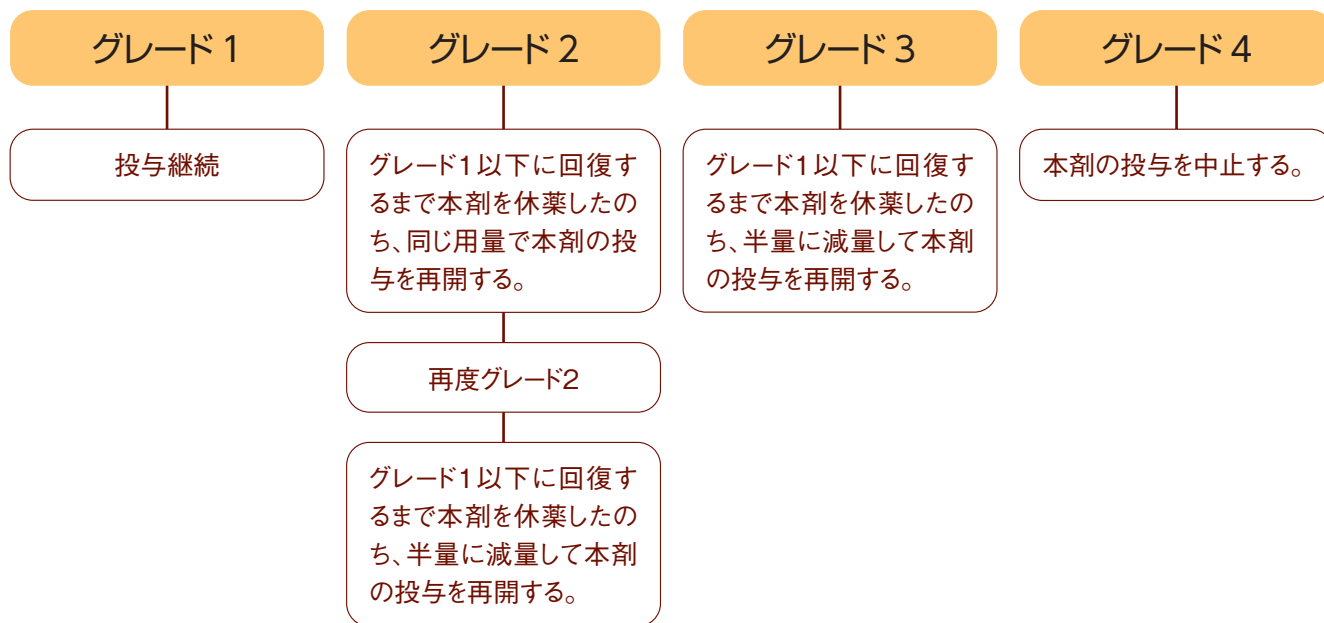 グレード 1
投与継続
グレード 2
グレード1以下に回復す
るまで本剤を休薬したの
ち、同じ用量で本剤の投
与を再開する。
再度グレード2
グレード1以下に回復す
るまで本剤を休薬したの
ち、半量に減量して本剤
の投与を再開する。
グレード 3
グレード1以下に回復す
るまで本剤を休薬したの
ち、半量に減量して本剤
の投与を再開する。
グレード 4
本剤の投与を中止する。